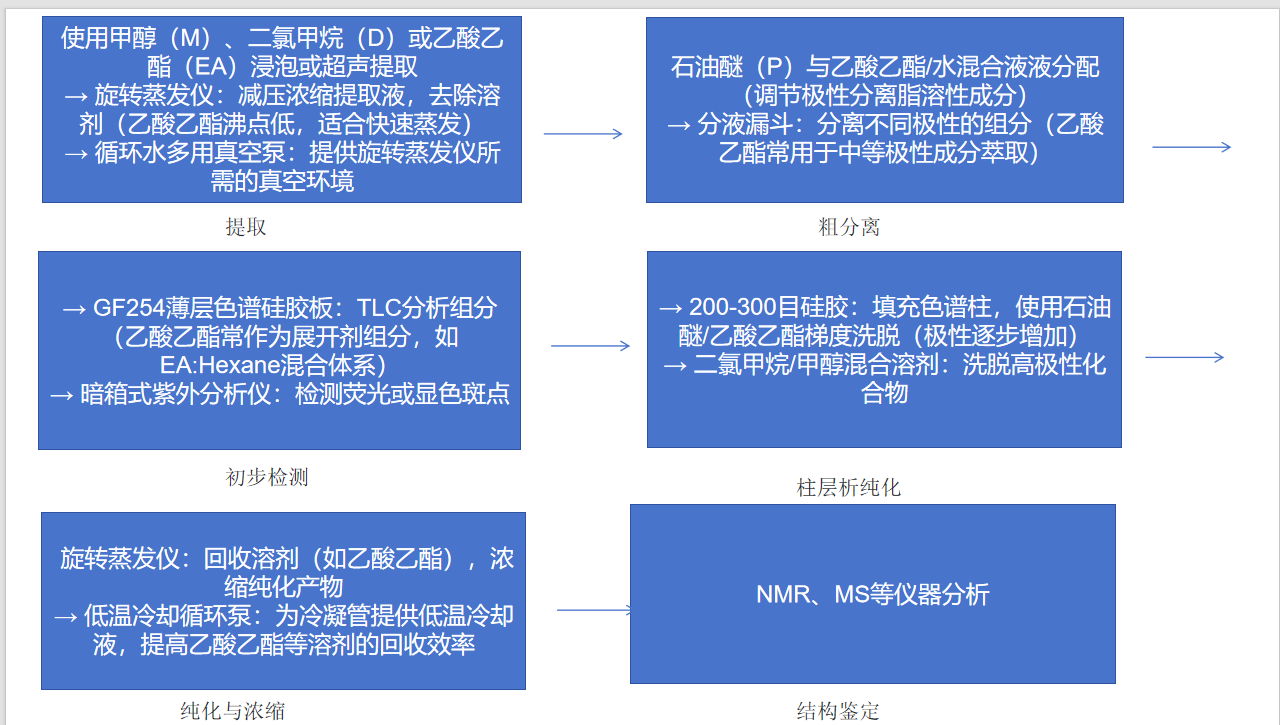 使用甲醇（M）、二氯甲烷（D）或乙酸乙
酯（EA）浸泡或超声提取
→ 旋转蒸发仪：减压浓缩提取液，去除溶
剂（乙酸乙酯沸点低，适合快速蒸发）
→ 循环水多用真空泵：提供旋转蒸发仪所
需的真空环境
提取
石油醚（P）与乙酸乙酯/水混合液液分配
（调节极性分离脂溶性成分）
→ 分液漏斗：分离不同极性的组分（乙酸
乙酯常用于中等极性成分萃取）
粗分离
→ GF254薄层色谱硅胶板：TLC分析组分
（乙酸乙酯常作为展开剂组分，如
EA:Hexane混合体系）
→ 暗箱式紫外分析仪：检测荧光或显色斑点
初步检测
→ 200-300目硅胶：填充色谱柱，使用石油
醚/乙酸乙酯梯度洗脱（极性逐步增加）
→ 二氯甲烷/甲醇混合溶剂：洗脱高极性化
合物
柱层析纯化
旋转蒸发仪：回收溶剂（如乙酸乙酯），浓
缩纯化产物
→ 低温冷却循环泵：为冷凝管提供低温冷却
液，提高乙酸乙酯等溶剂的回收效率
纯化与浓缩
NMR、MS等仪器分析
结构鉴定